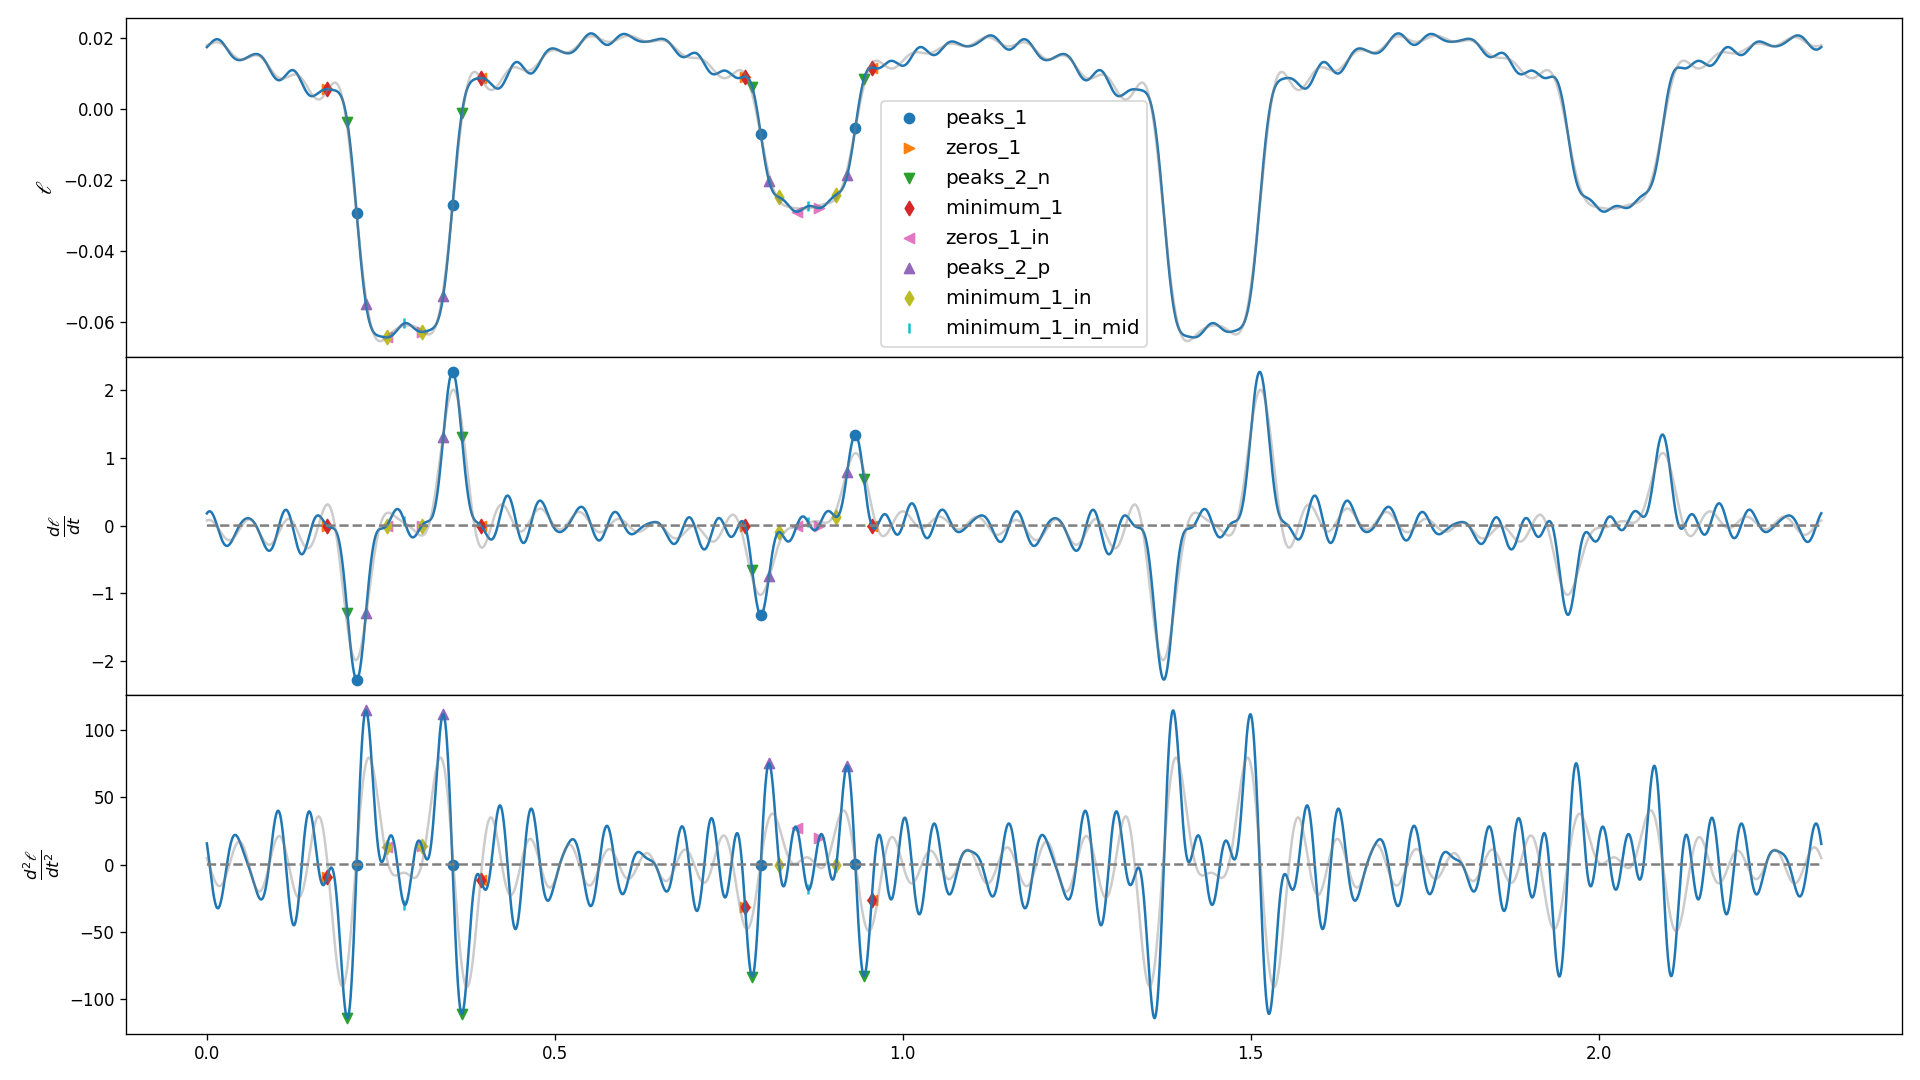 0.02
0.00
−0.02
−0.04
−0.06
ℓ
peaks_1
zeros_1
peaks_2_n
minimum_1
zeros_1_in
peaks_2_p
minimum_1_in
minimum_1_in_mid
2
1
0
−1
−2
dℓ
dt
100
50
0
−50
−100
d²ℓ
dt²
0.0 0.5 1.0 1.5 2.0